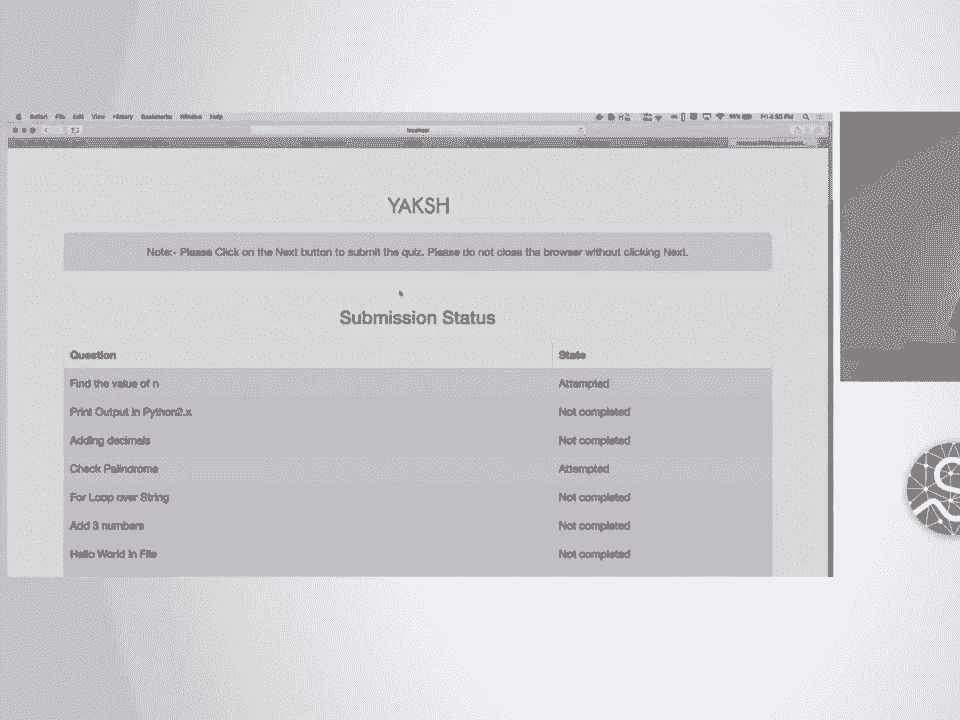 Safari File Edit View History Bookmarks Window Help
localhost
YAKSH
Note:- Please Click on the Next button to submit the quiz. Please do not close the browser without clicking Next.
Submission Status
Question State
Find the value of n Attempted
Print Output in Python2.x Not completed
Adding decimals Not completed
Check Palindrome Attempted
For Loop over String Not completed
Add 3 numbers Not completed
Hello World in File Not completed